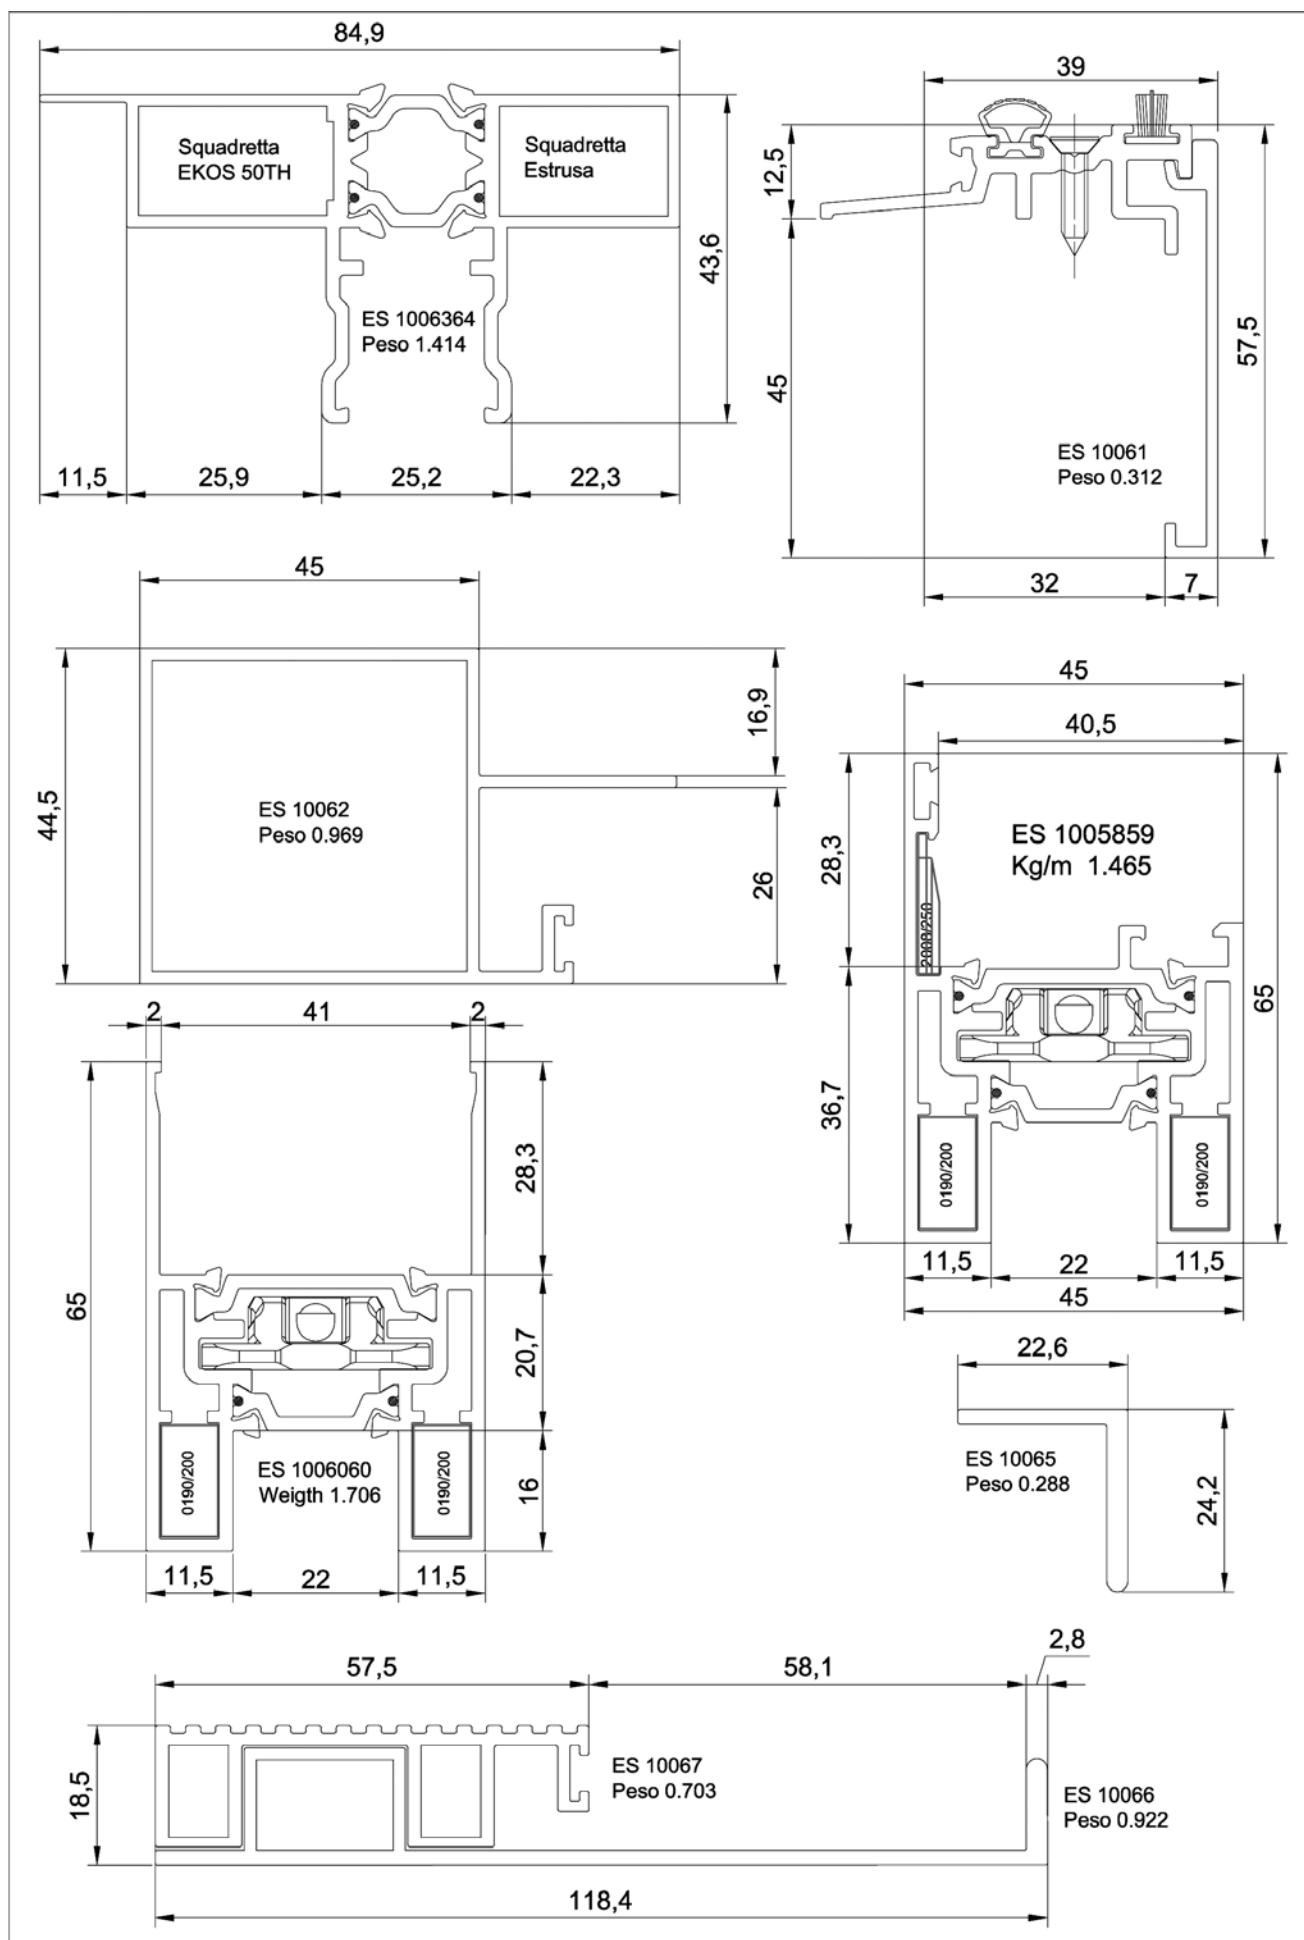 84,9
Squadretta
EKOS 50TH
Squadretta
Estrusa
43,6
ES 1006364
Peso 1.414
11,5
25,9
25,2
22,3
39
12,5
45
57,5
ES 10061
Peso 0.312
32
7
45
44,5
16,9
26
ES 10062
Peso 0.969
45
40,5
28,3
36,7
65
ES 1005859
Kg/m 1.465
2008/250
0190/200
0190/200
11,5
22
11,5
45
2
41
2
65
28,3
20,7
16
0190/200
0190/200
ES 1006060
Weigth 1.706
11,5
22
11,5
22,6
24,2
ES 10065
Peso 0.288
57,5
58,1
2,8
18,5
ES 10067
Peso 0.703
ES 10066
Peso 0.922
118,4